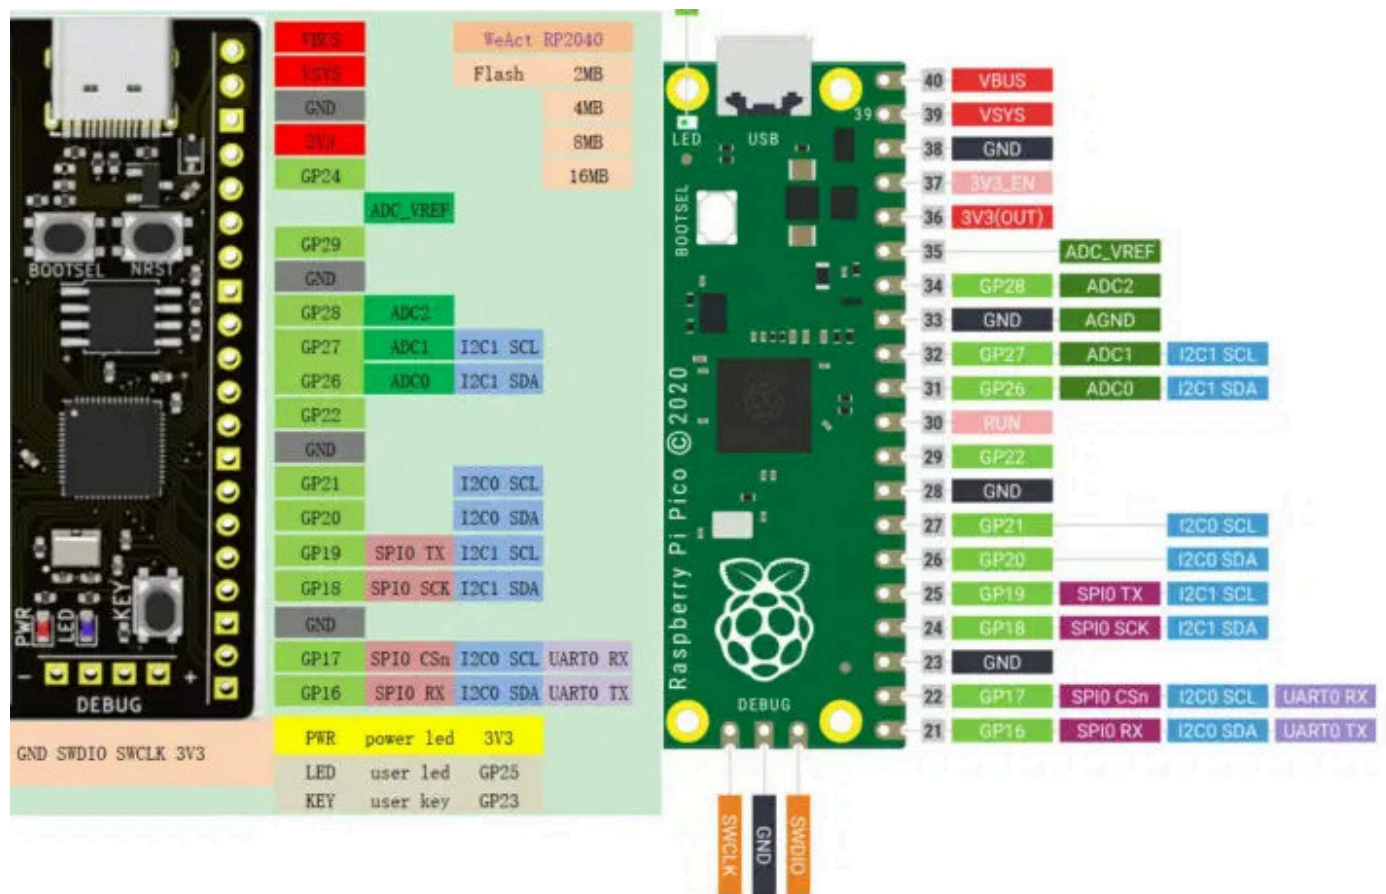 VBUS
WeAct RP2040
VSYS
Flash 2MB
GND
4MB
3V3
8MB
GP24
16MB
ADC_VREF
GP29
GND
GP28 ADC2
GP27 ADC1 I2C1 SCL
GP26 ADC0 I2C1 SDA
GP22
GND
GP21 I2C0 SCL
GP20 I2C0 SDA
GP19 SPI0 TX I2C1 SCL
GP18 SPI0 SCK I2C1 SDA
GND
GP17 SPI0 CSn I2C0 SCL UART0 RX
GP16 SPI0 RX I2C0 SDA UART0 TX
PWR power led 3V3
LED user led GP25
KEY user key GP23
BOOTSEL NRST
PWR
LED
KEY
- +
DEBUG
GND SWDIO SWCLK 3V3
LED
USB
BOOTSEL
Raspberry Pi Pico © 2020
DEBUG
SWCLK
GND
SWDIO
39
40 VBUS
39 VSYS
38 GND
37 3V3_EN
36 3V3(OUT)
35 ADC_VREF
34 GP28 ADC2
33 GND AGND
32 GP27 ADC1 I2C1 SCL
31 GP26 ADC0 I2C1 SDA
30 RUN
29 GP22
28 GND
27 GP21 I2C0 SCL
26 GP20 I2C0 SDA
25 GP19 SPI0 TX I2C1 SCL
24 GP18 SPI0 SCK I2C1 SDA
23 GND
22 GP17 SPI0 CSn I2C0 SCL UART0 RX
21 GP16 SPI0 RX I2C0 SDA UART0 TX